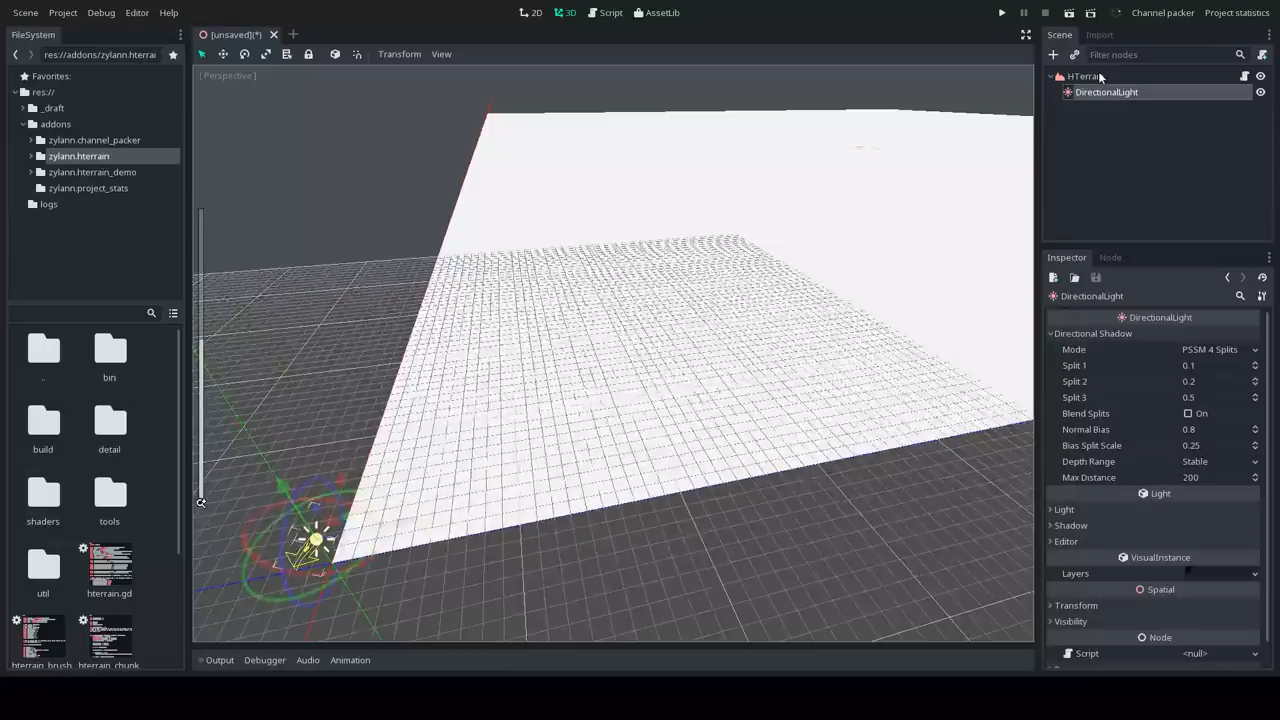 Scene Project Debug Editor Help
2D 3D Script AssetLib
Channel packer Project statistics
FileSystem
res://addons/zylann.hterrai
Favorites:
res://
_draft
addons
zylann.channel_packer
zylann.hterrain
zylann.hterrain_demo
zylann.project_stats
logs
..
bin
build
detail
shaders
tools
util
hterrain.gd
hterrain_brush
hterrain_chunk
[unsaved](*)
Transform View
[ Perspective ]
Output Debugger Audio Animation
Scene Import
Filter nodes
HTerrain
DirectionalLight
Inspector Node
DirectionalLight
DirectionalLight
Directional Shadow
Mode PSSM 4 Splits
Split 1 0.1
Split 2 0.2
Split 3 0.5
Blend Splits On
Normal Bias 0.8
Bias Split Scale 0.25
Depth Range Stable
Max Distance 200
Light
Light
Shadow
Editor
VisualInstance
Layers
Spatial
Transform
Visibility
Node
Script <null>